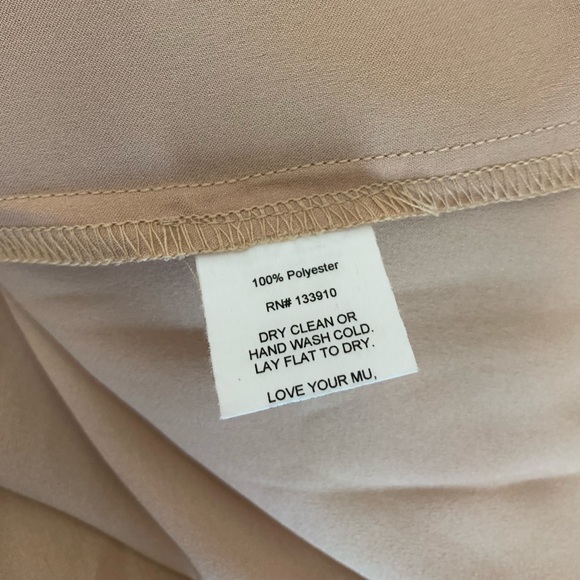 100% Polyester
RN# 133910
DRY CLEAN OR
HAND WASH COLD.
LAY FLAT TO DRY.
LOVE YOUR MU,